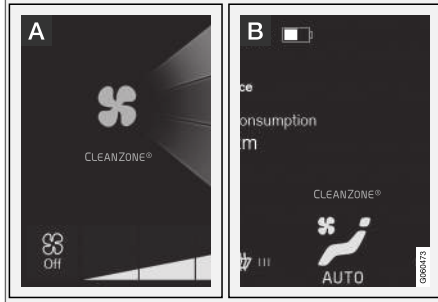 A
CLEANZONE®
Off
B
ce
onsumption
m
CLEANZONE®
AUTO
G060473